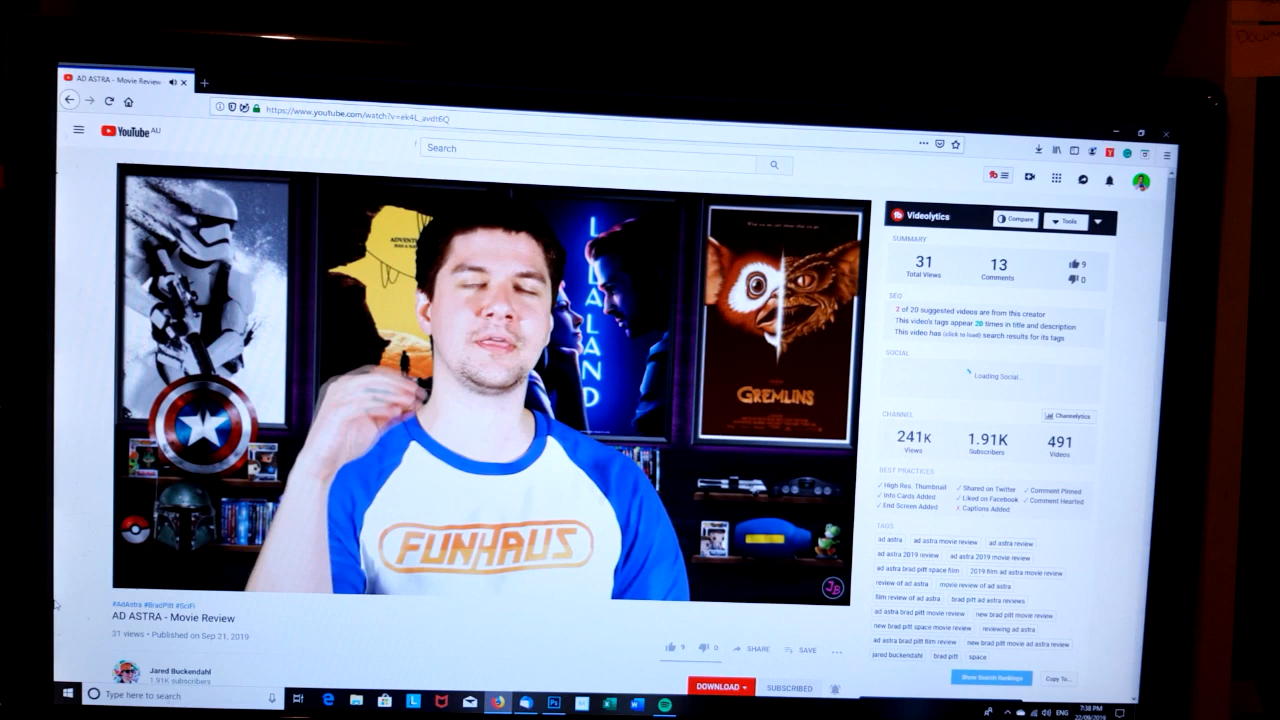 AD ASTRA - Movie Review
https://www.youtube.com/watch?v=ek4L_avdt6Q
YouTube AU
Search
ADVENTU
LALALAND
GREMLINS
FUNHAUS
JB
#AdAstra #BradPitt #SciFi
AD ASTRA - Movie Review
31 views • Published on Sep 21, 2019
9 0 SHARE SAVE
Jared Buckendahl
1.91K subscribers
DOWNLOAD SUBSCRIBED
Videolytics Compare Tools
SUMMARY
31 13 9
Total Views Comments 0
SEO
2 of 20 suggested videos are from this creator
This video's tags appear 20 times in title and description
This video has (click to load) search results for its tags
SOCIAL
Loading Social...
CHANNEL Channelytics
241K 1.91K 491
Views Subscribers Videos
BEST PRACTICES
✓ High Res. Thumbnail ✓ Shared on Twitter ✓ Comment Pinned
✓ Info Cards Added ✓ Liked on Facebook ✓ Comment Hearted
✓ End Screen Added ✗ Captions Added
TAGS
ad astra ad astra movie review ad astra review
ad astra 2019 review ad astra 2019 movie review
ad astra brad pitt space film 2019 film ad astra movie review
review of ad astra movie review of ad astra
film review of ad astra brad pitt ad astra reviews
ad astra brad pitt movie review new brad pitt movie review
new brad pitt space movie review reviewing ad astra
ad astra brad pitt film review new brad pitt movie ad astra review
jared buckendahl brad pitt space
Show Search Rankings Copy To...
Type here to search
ENG
7:38 PM
22/09/2019